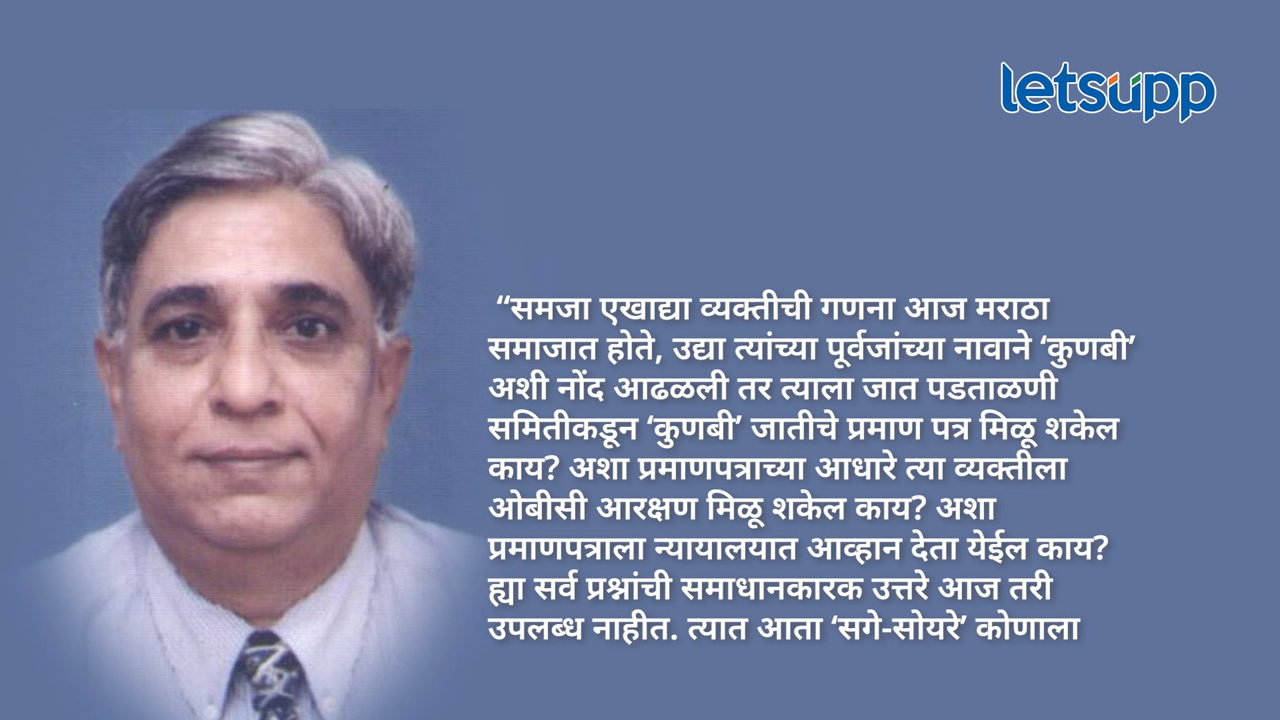 letsupp
“समजा एखाद्या व्यक्तीची गणना आज मराठा
समाजात होते, उद्या त्यांच्या पूर्वजांच्या नावाने ‘कुणबी’
अशी नोंद आढळली तर त्याला जात पडताळणी
समितीकडून ‘कुणबी’ जातीचे प्रमाण पत्र मिळू शकेल
काय? अशा प्रमाणपत्राच्या आधारे त्या व्यक्तीला
ओबीसी आरक्षण मिळू शकेल काय? अशा
प्रमाणपत्राला न्यायालयात आव्हान देता येईल काय?
ह्या सर्व प्रश्नांची समाधानकारक उत्तरे आज तरी
उपलब्ध नाहीत. त्यात आता ‘सगे-सोयरे’ कोणाला